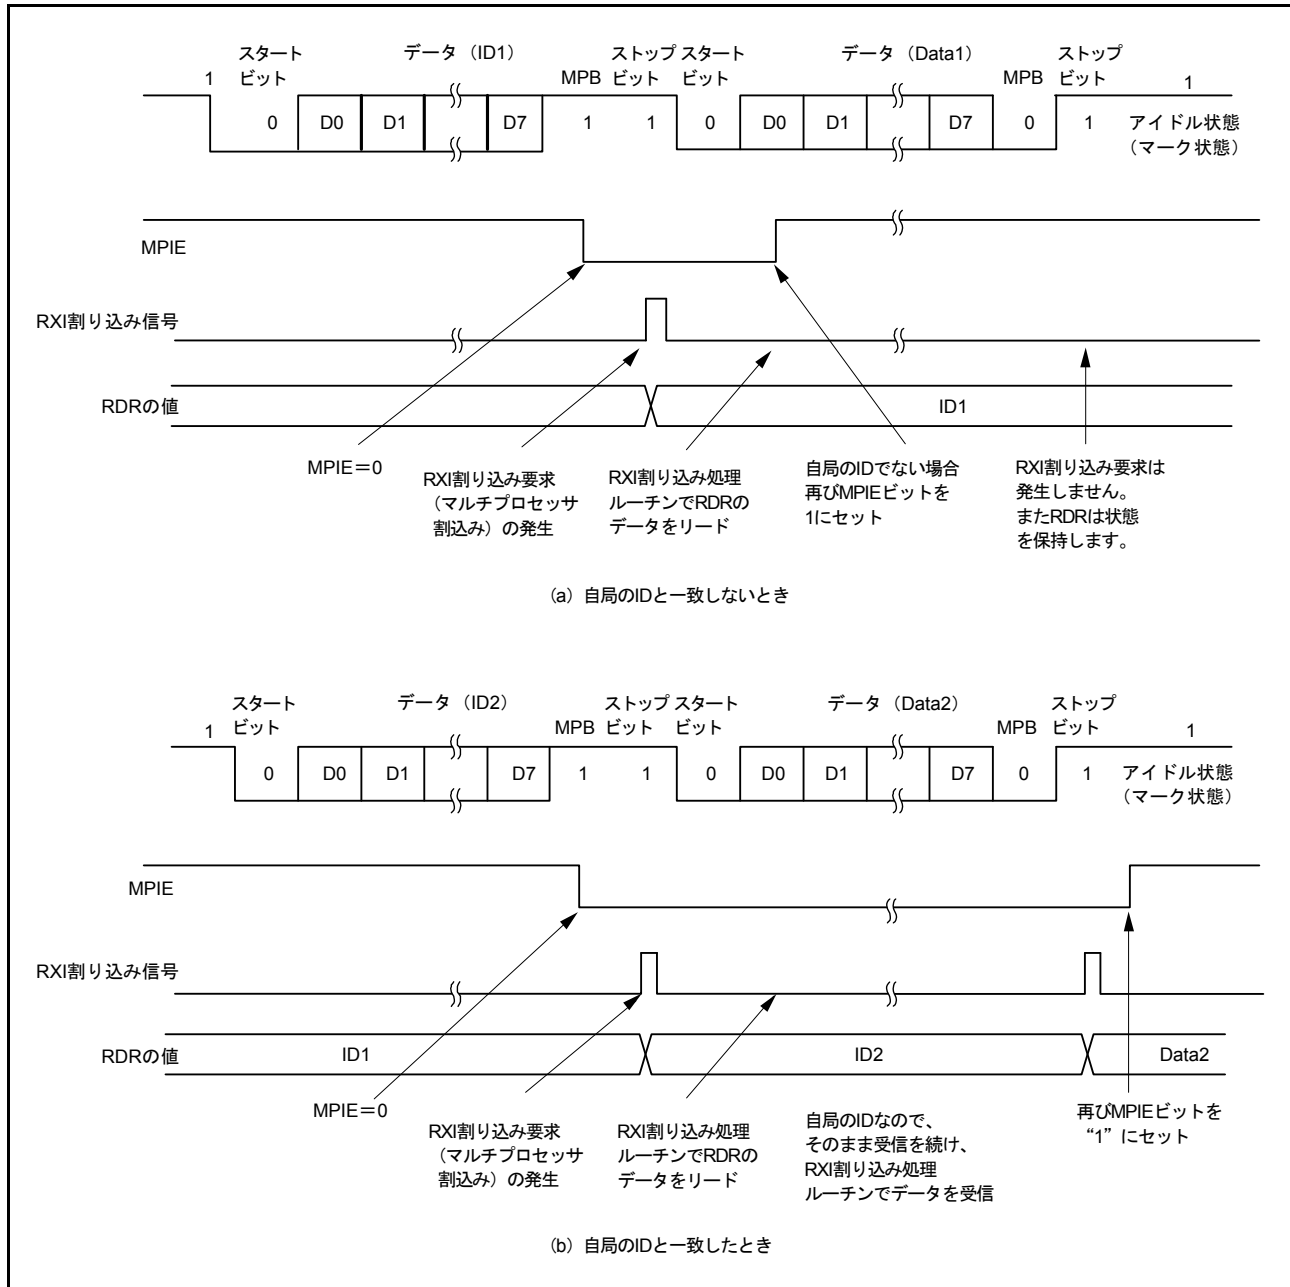 スタート
ビット
データ（ID1）
ストップ
ビット
スタート
ビット
データ（Data1）
ストップ
ビット
1
MPB
MPB
1
0
D0
D1
D7
1
1
0
D0
D1
D7
0
1
アイドル状態
（マーク状態）
MPIE
RXI割り込み信号
RDRの値
ID1
MPIE＝0
RXI割り込み要求
（マルチプロセッサ
割込み）の発生
RXI割り込み処理
ルーチンでRDRの
データをリード
自局のIDでない場合
再びMPIEビットを
1にセット
RXI割り込み要求は
発生しません。
またRDRは状態
を保持します。
（a）自局のIDと一致しないとき
スタート
ビット
データ（ID2）
ストップ
ビット
スタート
ビット
データ（Data2）
ストップ
ビット
1
MPB
MPB
1
0
D0
D1
D7
1
1
0
D0
D1
D7
0
1
アイドル状態
（マーク状態）
MPIE
RXI割り込み信号
RDRの値
ID1
ID2
Data2
MPIE＝0
RXI割り込み要求
（マルチプロセッサ
割込み）の発生
RXI割り込み処理
ルーチンでRDRの
データをリード
自局のIDなので、
そのまま受信を続け、
RXI割り込み処理
ルーチンでデータを受信
再びMPIEビットを
“1”にセット
（b）自局のIDと一致したとき